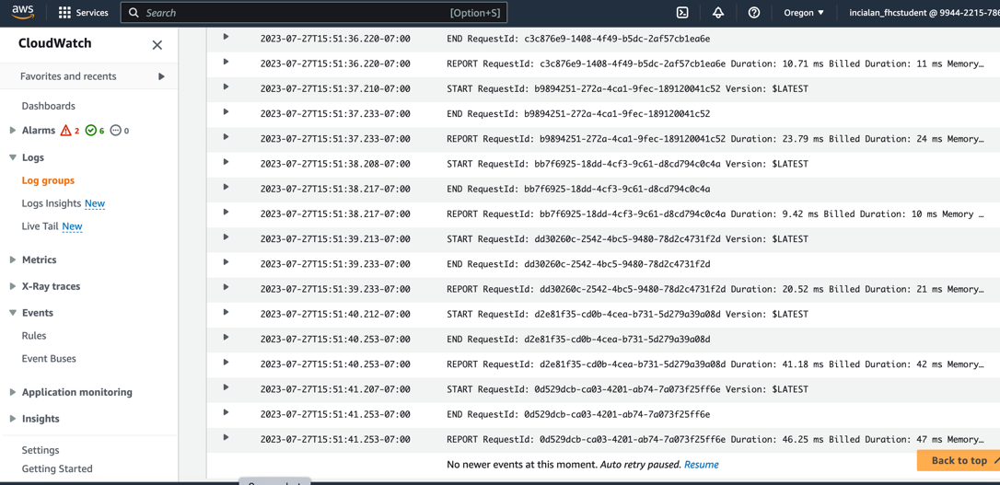 aws Services Search [Option+S] Oregon incialan_fhcstudent @ 9944-2215-786
CloudWatch
Favorites and recents
Dashboards
Alarms 2 6 0
Logs
Log groups
Logs Insights New
Live Tail New
Metrics
X-Ray traces
Events
Rules
Event Buses
Application monitoring
Insights
Settings
Getting Started
2023-07-27T15:51:36.220-07:00 END RequestId: c3c876e9-1408-4f49-b5dc-2af57cb1ea6e
2023-07-27T15:51:36.220-07:00 REPORT RequestId: c3c876e9-1408-4f49-b5dc-2af57cb1ea6e Duration: 10.71 ms Billed Duration: 11 ms Memory…
2023-07-27T15:51:37.210-07:00 START RequestId: b9894251-272a-4ca1-9fec-189120041c52 Version: $LATEST
2023-07-27T15:51:37.233-07:00 END RequestId: b9894251-272a-4ca1-9fec-189120041c52
2023-07-27T15:51:37.233-07:00 REPORT RequestId: b9894251-272a-4ca1-9fec-189120041c52 Duration: 23.79 ms Billed Duration: 24 ms Memory…
2023-07-27T15:51:38.208-07:00 START RequestId: bb7f6925-18dd-4cf3-9c61-d8cd794c0c4a Version: $LATEST
2023-07-27T15:51:38.217-07:00 END RequestId: bb7f6925-18dd-4cf3-9c61-d8cd794c0c4a
2023-07-27T15:51:38.217-07:00 REPORT RequestId: bb7f6925-18dd-4cf3-9c61-d8cd794c0c4a Duration: 9.42 ms Billed Duration: 10 ms Memory …
2023-07-27T15:51:39.213-07:00 START RequestId: dd30260c-2542-4bc5-9480-78d2c4731f2d Version: $LATEST
2023-07-27T15:51:39.233-07:00 END RequestId: dd30260c-2542-4bc5-9480-78d2c4731f2d
2023-07-27T15:51:39.233-07:00 REPORT RequestId: dd30260c-2542-4bc5-9480-78d2c4731f2d Duration: 20.52 ms Billed Duration: 21 ms Memory…
2023-07-27T15:51:40.212-07:00 START RequestId: d2e81f35-cd0b-4cea-b731-5d279a39a08d Version: $LATEST
2023-07-27T15:51:40.253-07:00 END RequestId: d2e81f35-cd0b-4cea-b731-5d279a39a08d
2023-07-27T15:51:40.253-07:00 REPORT RequestId: d2e81f35-cd0b-4cea-b731-5d279a39a08d Duration: 41.18 ms Billed Duration: 42 ms Memory…
2023-07-27T15:51:41.207-07:00 START RequestId: 0d529dcb-ca03-4201-ab74-7a073f25ff6e Version: $LATEST
2023-07-27T15:51:41.253-07:00 END RequestId: 0d529dcb-ca03-4201-ab74-7a073f25ff6e
2023-07-27T15:51:41.253-07:00 REPORT RequestId: 0d529dcb-ca03-4201-ab74-7a073f25ff6e Duration: 46.25 ms Billed Duration: 47 ms Memory…
No newer events at this moment. Auto retry paused. Resume
Back to top